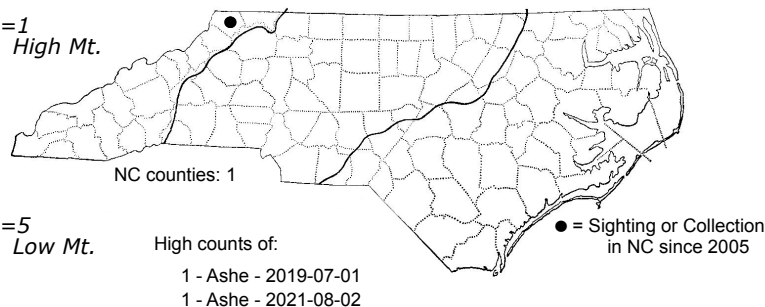 =1
High Mt.
NC counties: 1
=5
Low Mt.
High counts of:
1 - Ashe - 2019-07-01
1 - Ashe - 2021-08-02
● = Sighting or Collection
in NC since 2005